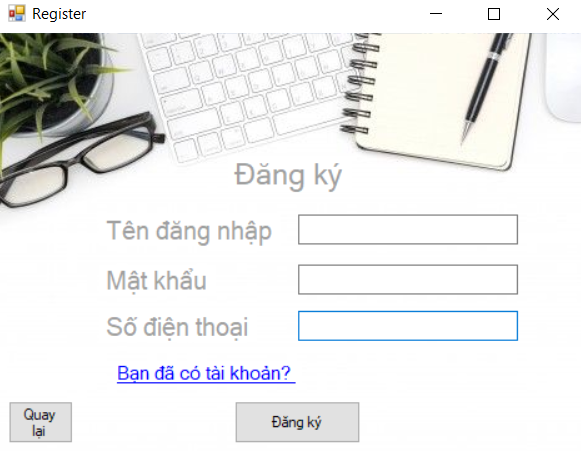 Register
Đăng ký
Tên đăng nhập
Mật khẩu
Số điện thoại
Bạn đã có tài khoản?
Quay
lại
Đăng ký